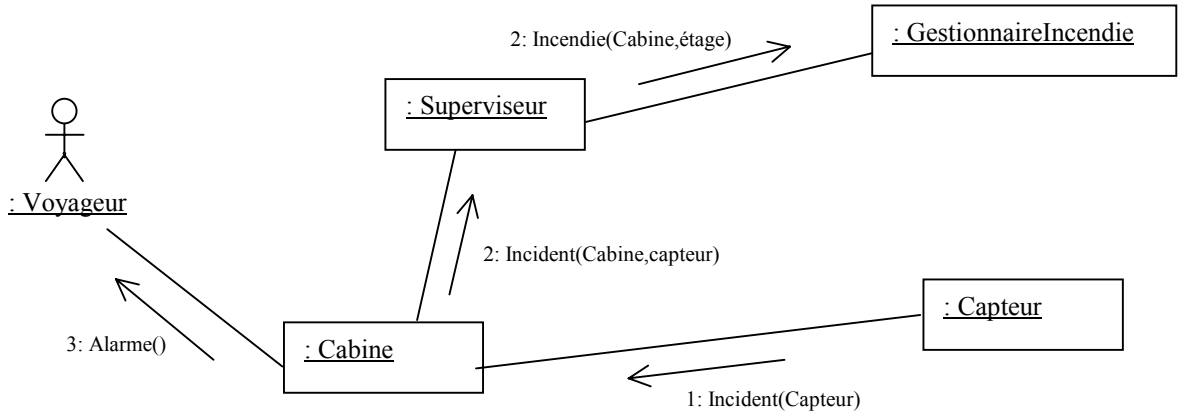 : GestionnaireIncendie
2: Incendie(Cabine,étage)
: Superviseur
: Voyageur
2: Incident(Cabine,capteur)
: Capteur
3: Alarme()
: Cabine
1: Incident(Capteur)